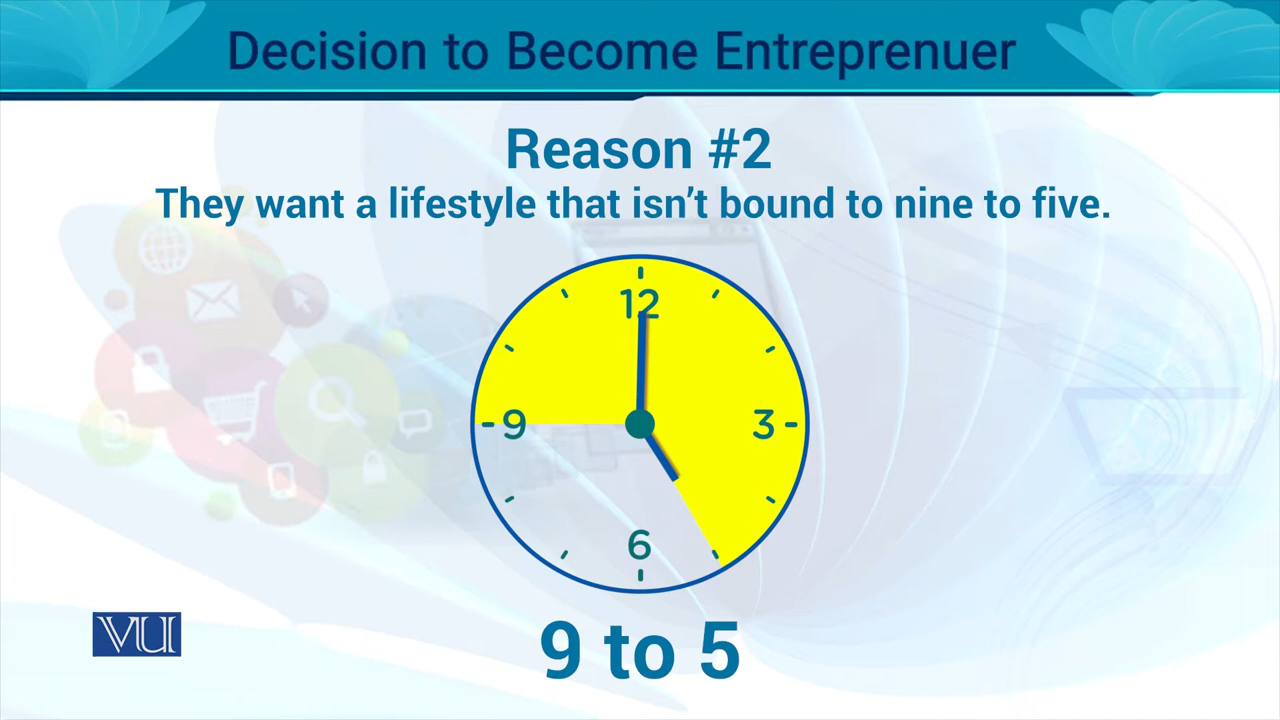 Decision to Become Entreprenuer
Reason #2
They want a lifestyle that isn’t bound to nine to five.
12
9
3
6
VU
9 to 5